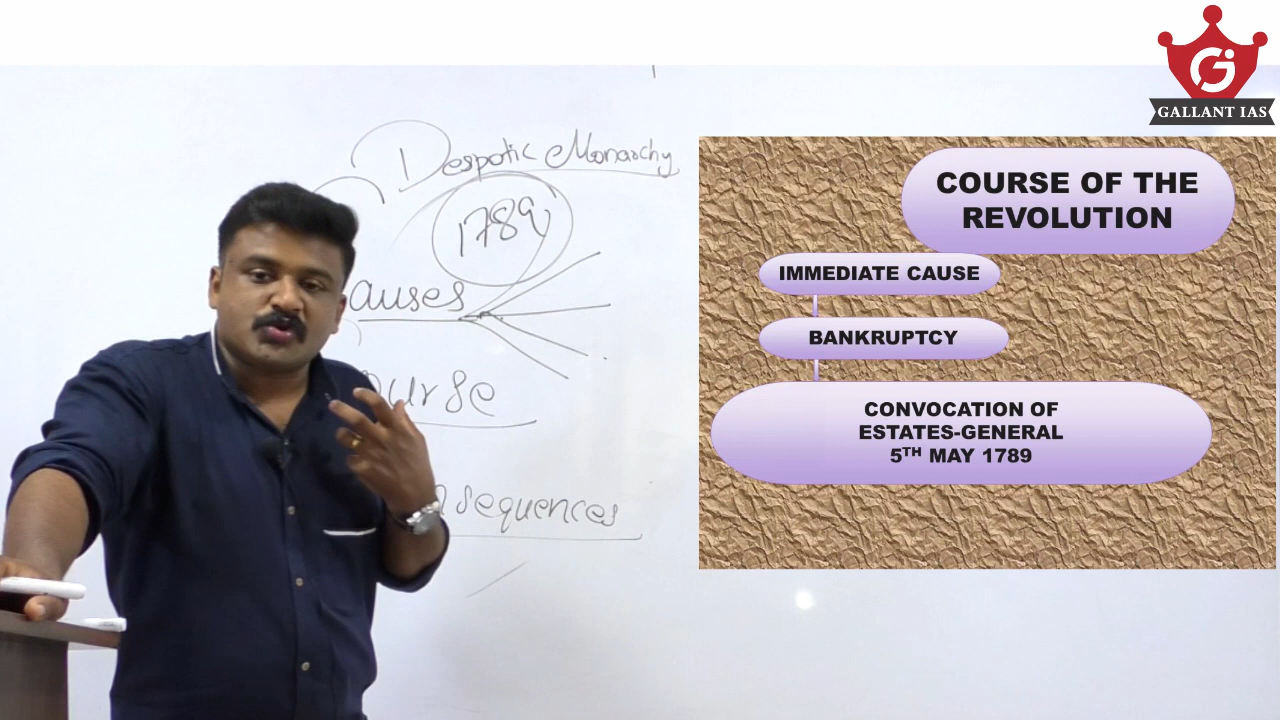 GALLANT IAS
Despotic Monarchy
1789
auses
urse
sequences
COURSE OF THE
REVOLUTION
IMMEDIATE CAUSE
BANKRUPTCY
CONVOCATION OF
ESTATES-GENERAL
5TH MAY 1789